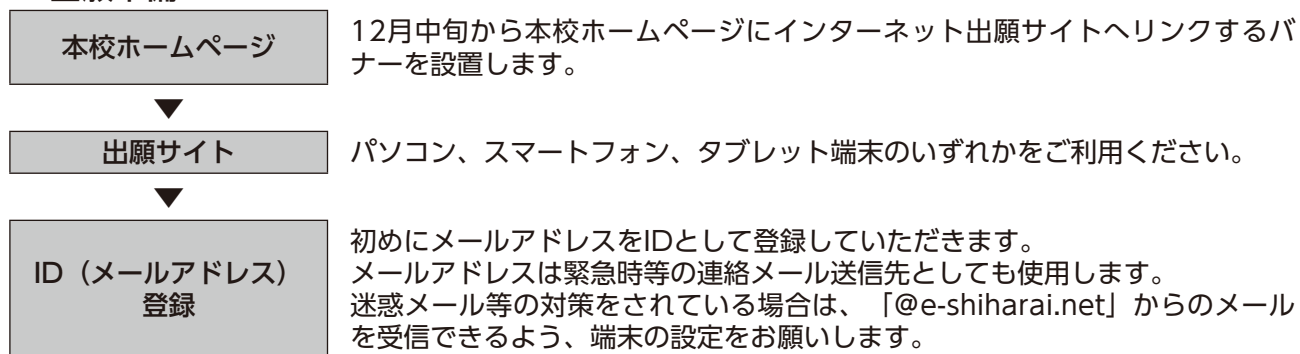 本校ホームページ
12月中旬から本校ホームページにインターネット出願サイトへリンクするバ
ナーを設置します。
▼
出願サイト
パソコン、スマートフォン、タブレット端末のいずれかをご利用ください。
▼
ID（メールアドレス）
登録
初めにメールアドレスをIDとして登録していただきます。
メールアドレスは緊急時等の連絡メール送信先としても使用します。
迷惑メール等の対策をされている場合は、「@e-shiharai.net」からのメール
を受信できるよう、端末の設定をお願いします。